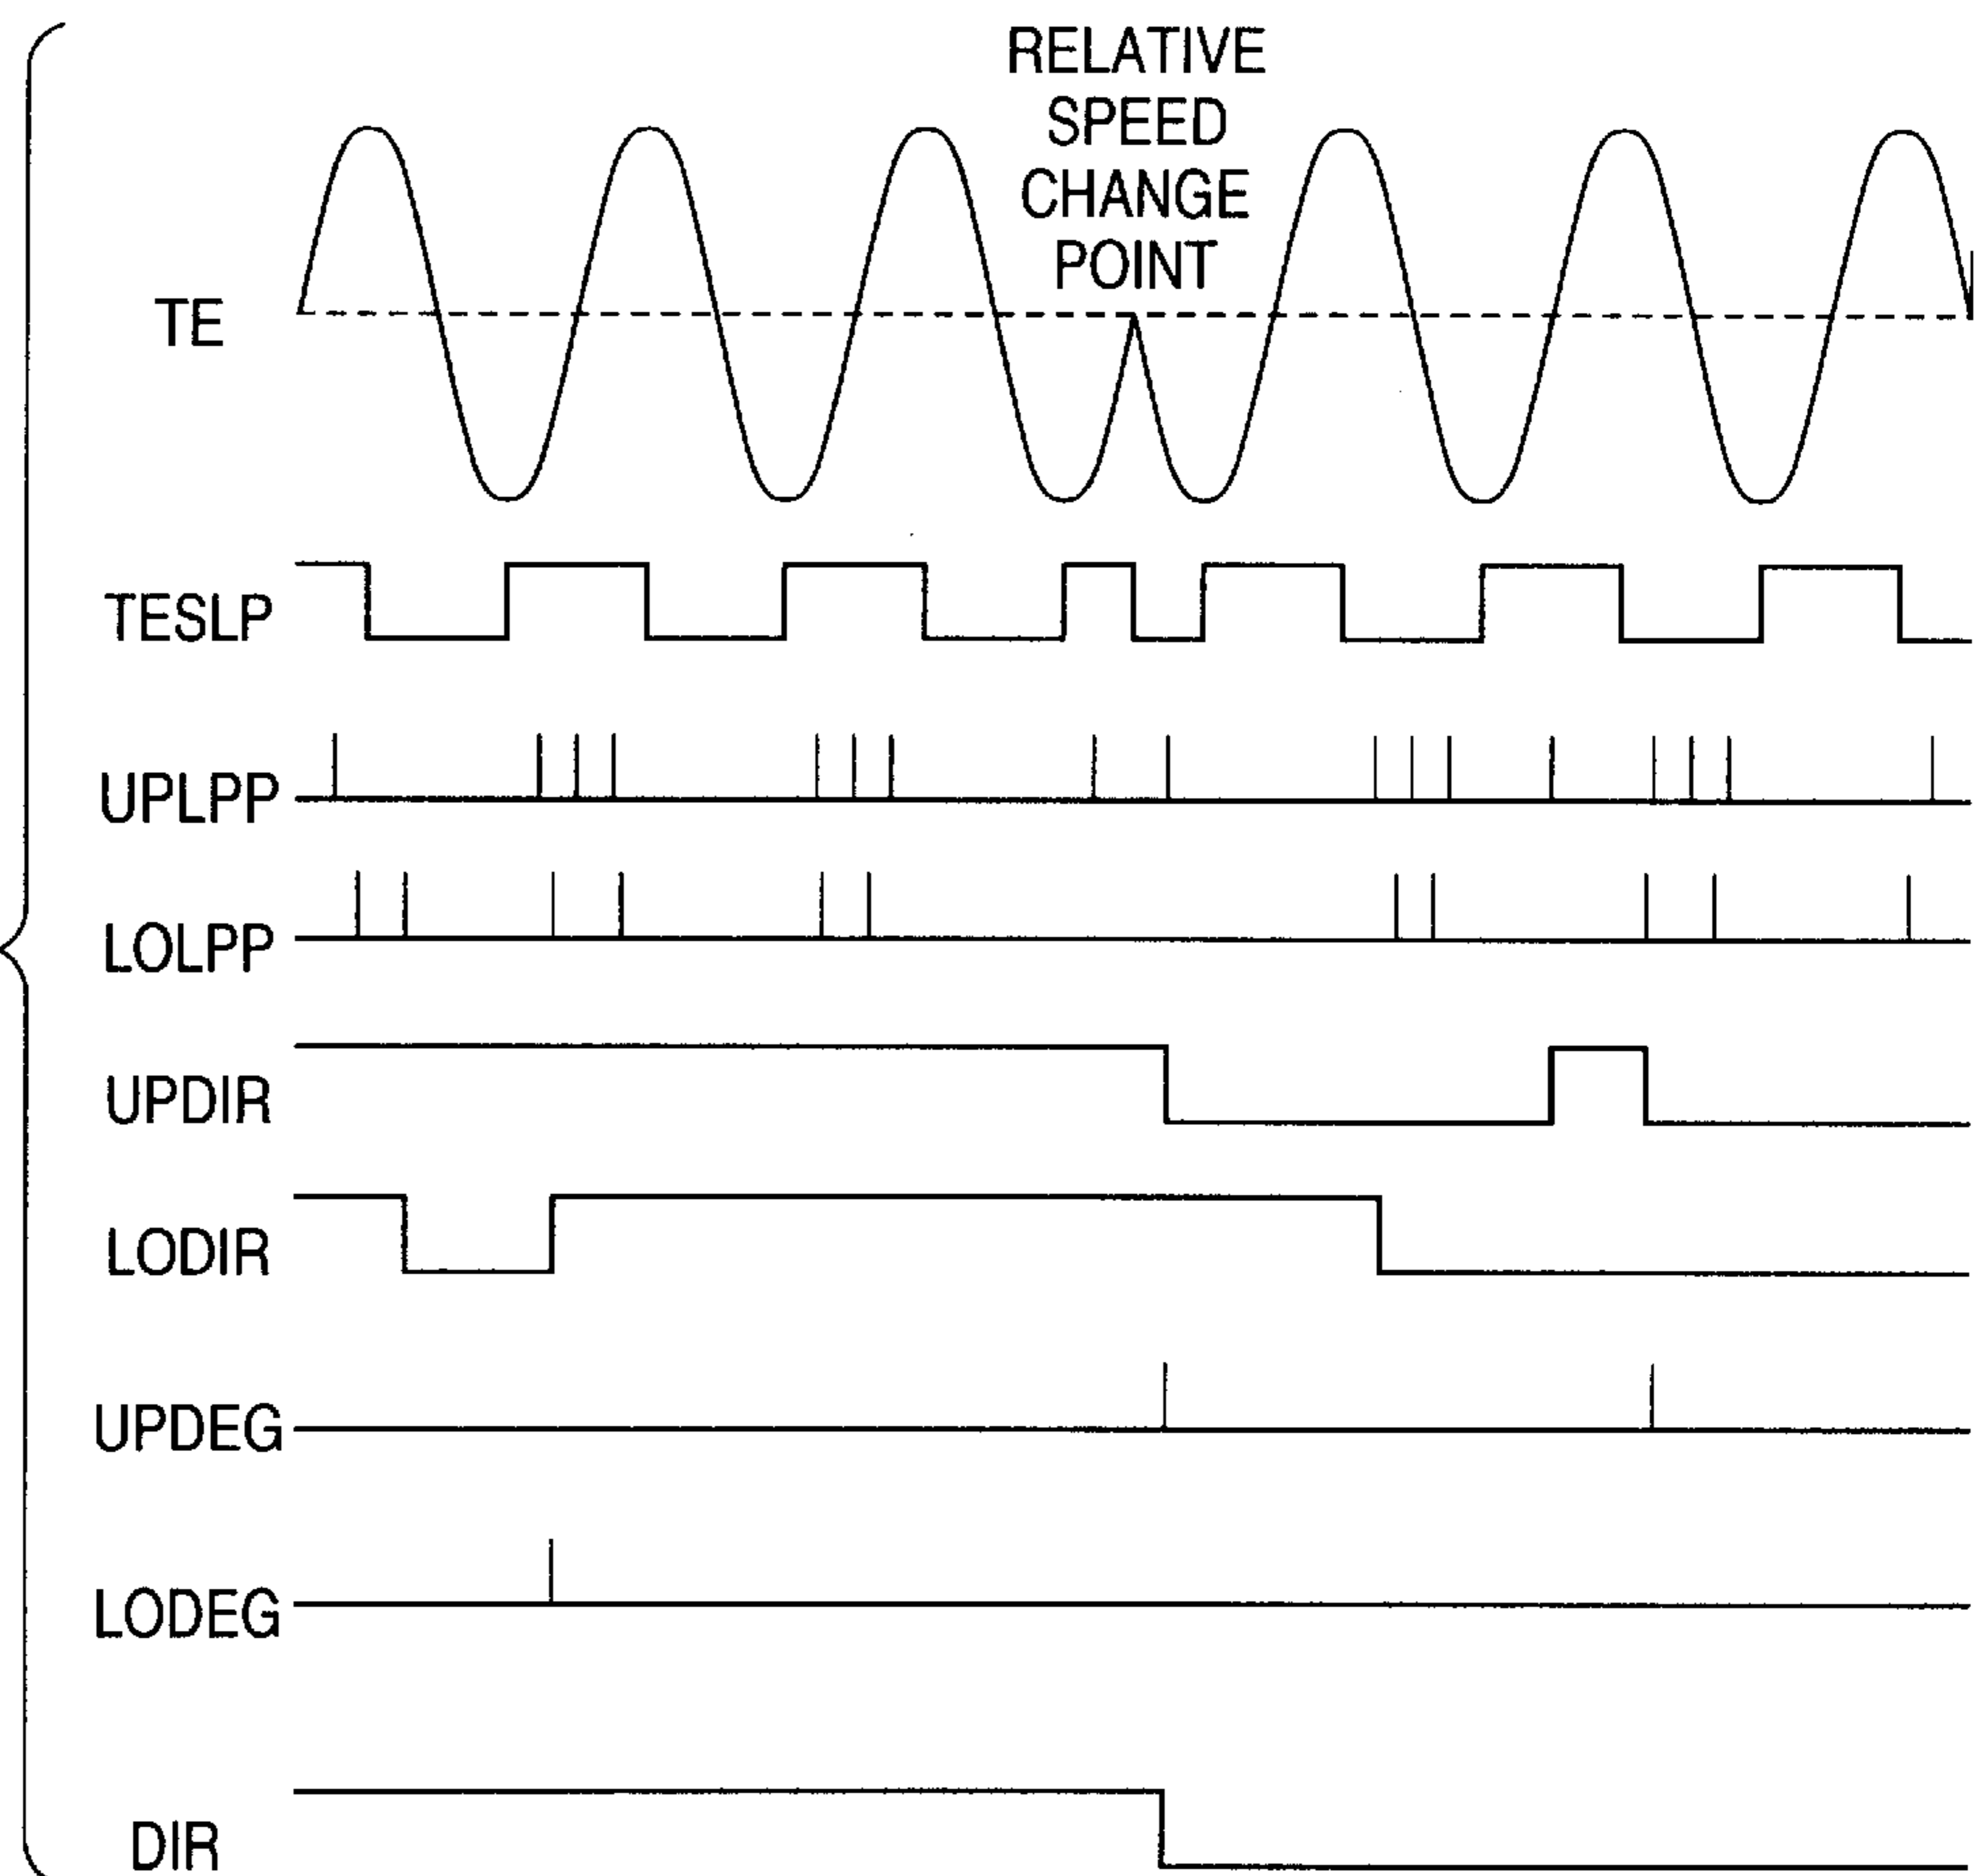 RELATIVE
SPEED
CHANGE
POINT
TE
TESLP
UPLPP
LOLPP
UPDIR
LODIR
UPDEG
LODEG
DIR